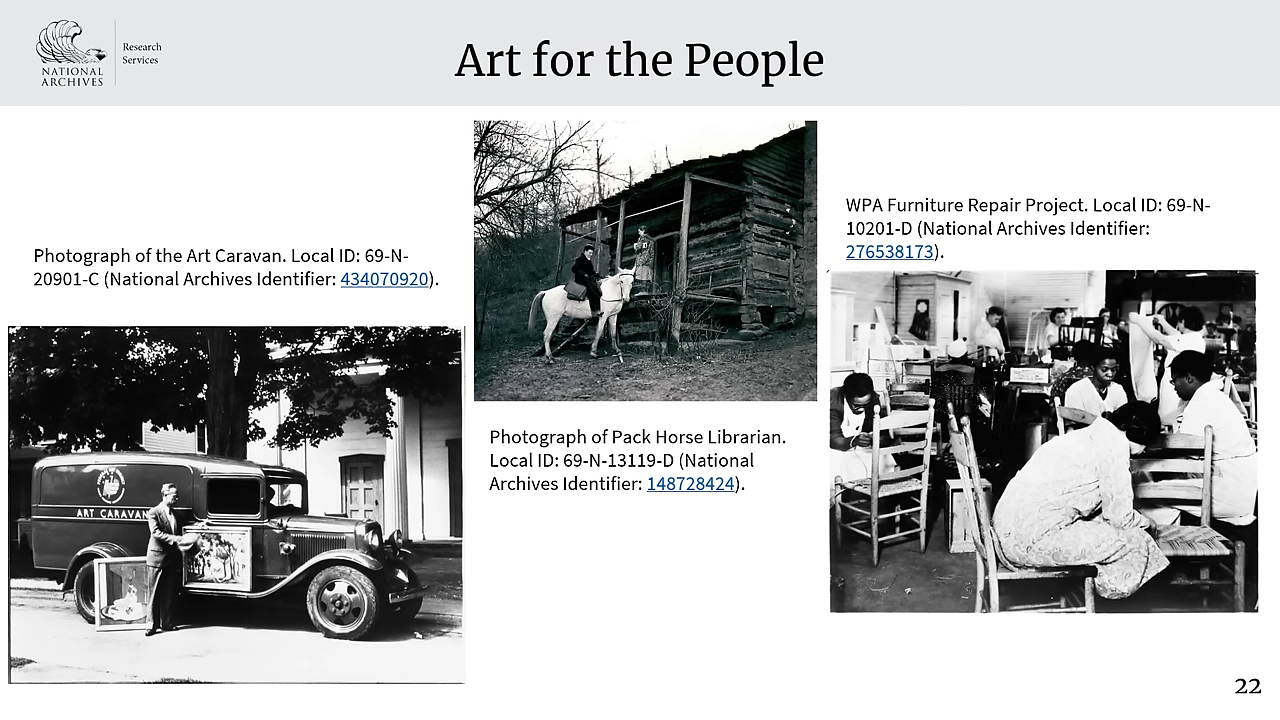 NATIONAL
ARCHIVES
Research
Services
Art for the People
Photograph of the Art Caravan. Local ID: 69-N-
20901-C (National Archives Identifier: 434070920).
ART CARAVAN
Photograph of Pack Horse Librarian.
Local ID: 69-N-13119-D (National
Archives Identifier: 148728424).
WPA Furniture Repair Project. Local ID: 69-N-
10201-D (National Archives Identifier:
276538173).
22